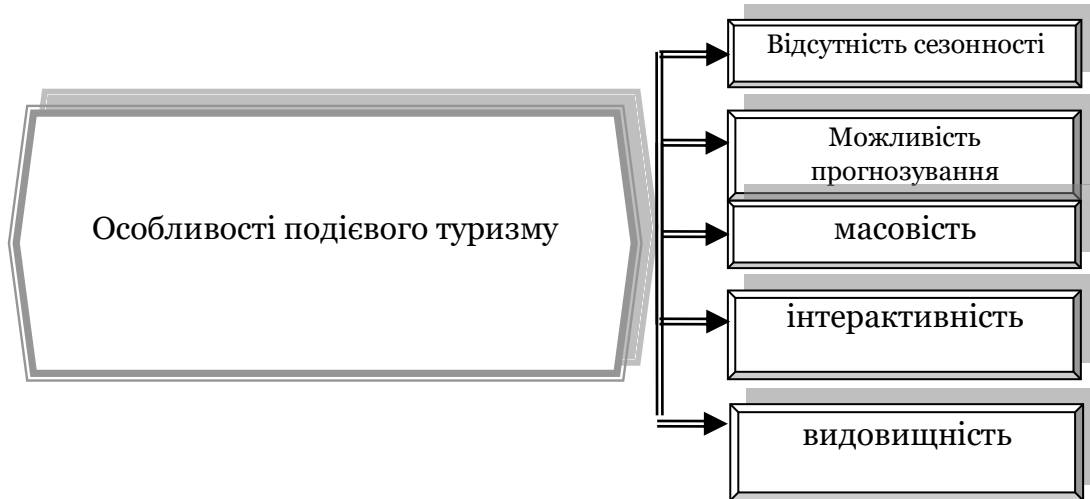 Особливості подієвого туризму
Відсутність сезонності
Можливість
прогнозування
масовість
інтерактивність
видовищність